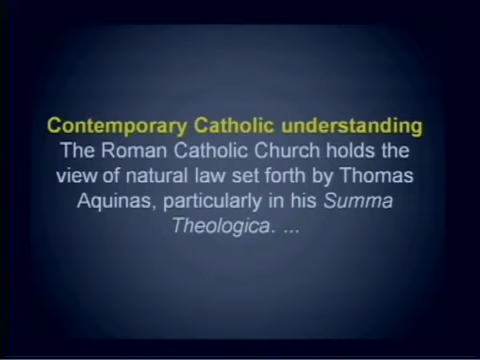 Contemporary Catholic understanding
The Roman Catholic Church holds the
view of natural law set forth by Thomas
Aquinas, particularly in his Summa
Theologica. ...